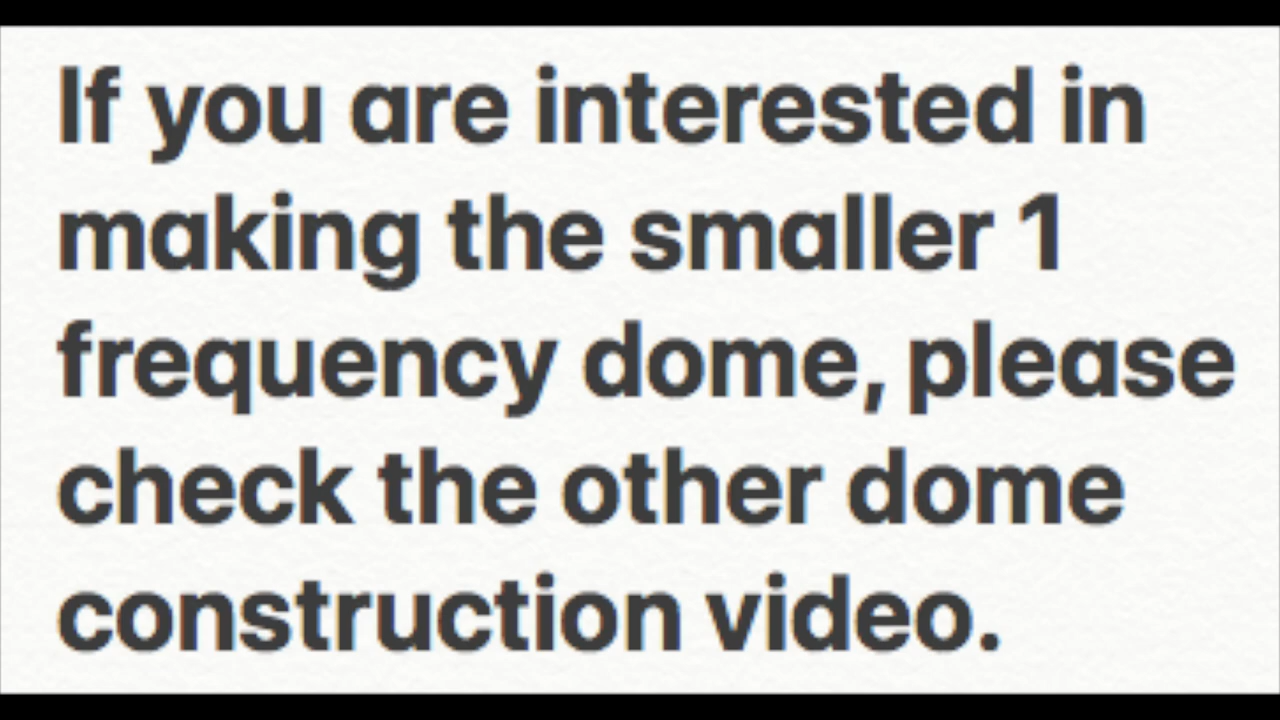 If you are interested in
making the smaller 1
frequency dome, please
check the other dome
construction video.